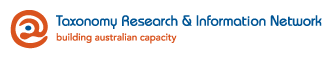 Taxonomy Research & Information Network
building australian capacity